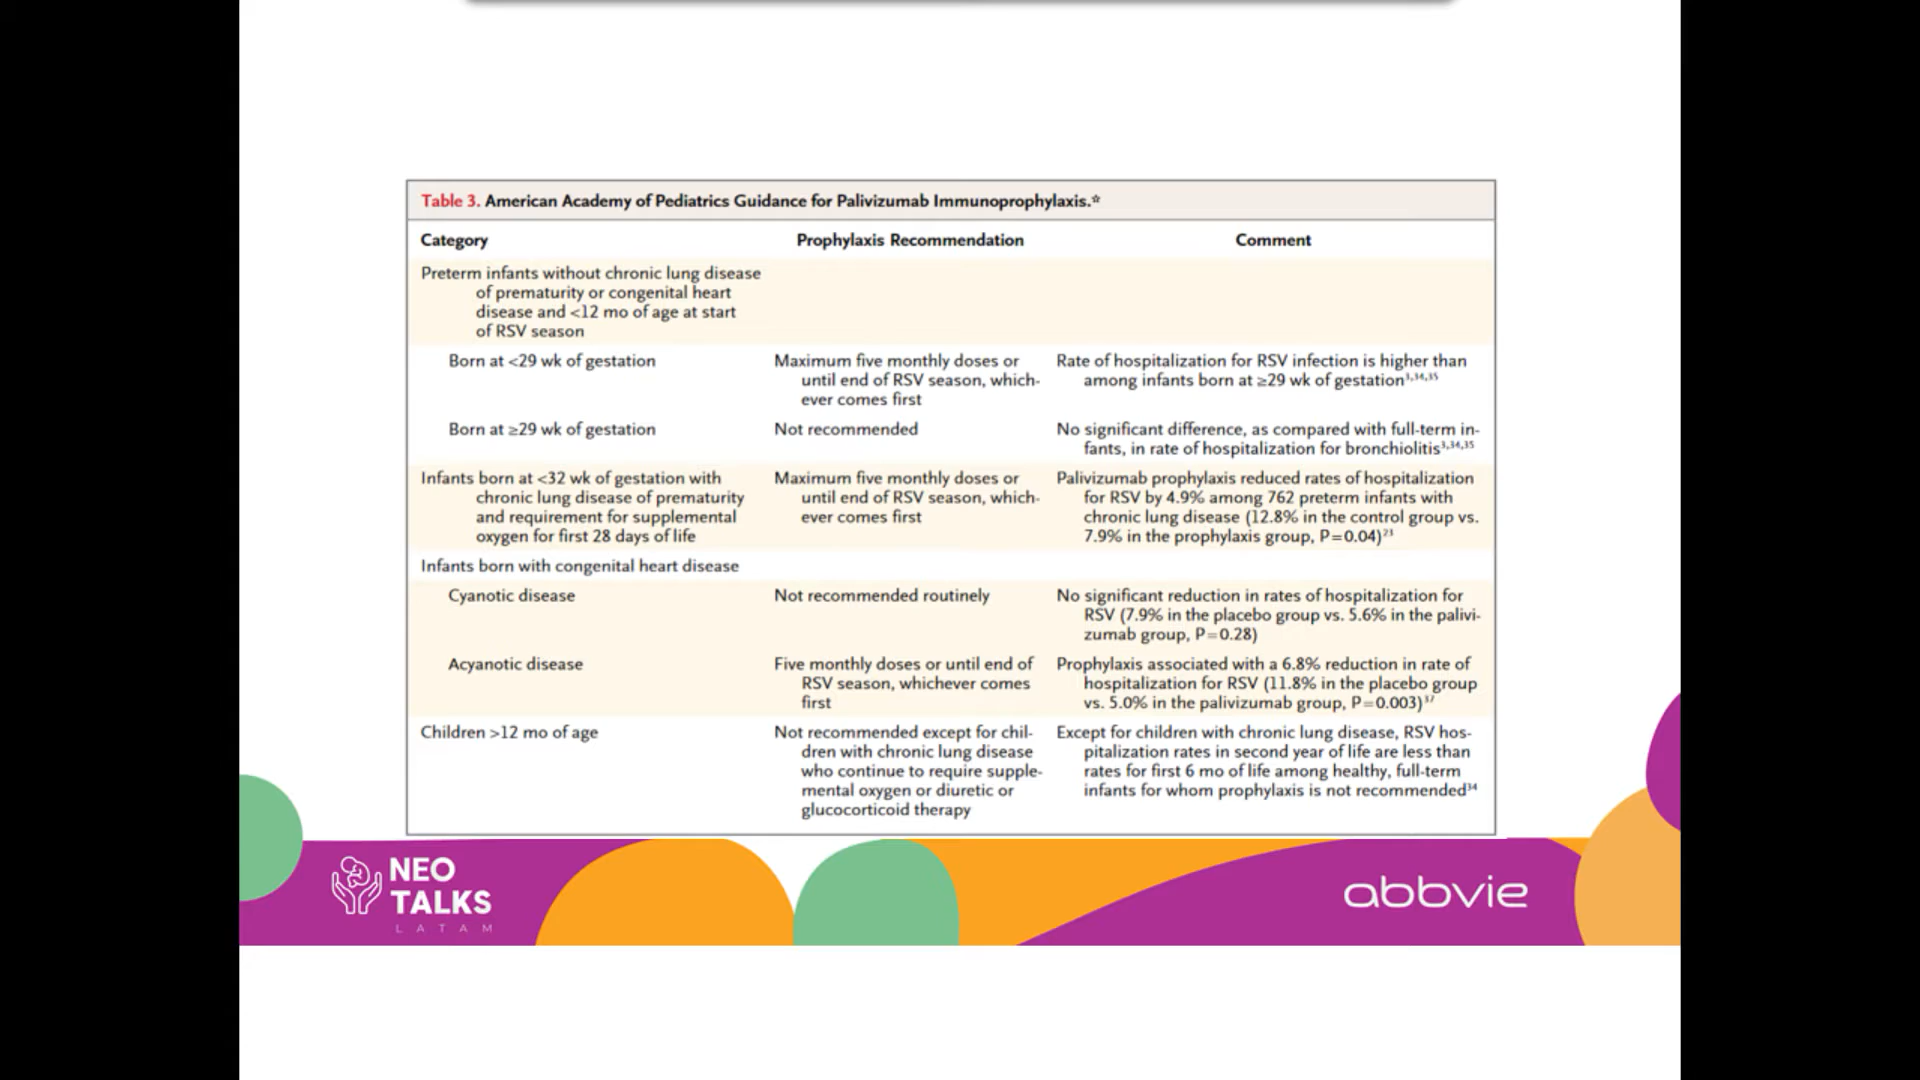 Table 3. American Academy of Pediatrics Guidance for Palivizumab Immunoprophylaxis.*
Category Prophylaxis Recommendation Comment
Preterm infants without chronic lung disease
of prematurity or congenital heart
disease and <12 mo of age at start
of RSV season
Born at <29 wk of gestation
Maximum five monthly doses or
until end of RSV season, which-
ever comes first
Rate of hospitalization for RSV infection is higher than
among infants born at ≥29 wk of gestation3,34,35
Born at ≥29 wk of gestation
Not recommended
No significant difference, as compared with full-term in-
fants, in rate of hospitalization for bronchiolitis3,34,35
Infants born at <32 wk of gestation with
chronic lung disease of prematurity
and requirement for supplemental
oxygen for first 28 days of life
Maximum five monthly doses or
until end of RSV season, which-
ever comes first
Palivizumab prophylaxis reduced rates of hospitalization
for RSV by 4.9% among 762 preterm infants with
chronic lung disease (12.8% in the control group vs.
7.9% in the prophylaxis group, P=0.04)23
Infants born with congenital heart disease
Cyanotic disease
Not recommended routinely
No significant reduction in rates of hospitalization for
RSV (7.9% in the placebo group vs. 5.6% in the palivi-
zumab group, P=0.28)
Acyanotic disease
Five monthly doses or until end of
RSV season, whichever comes
first
Prophylaxis associated with a 6.8% reduction in rate of
hospitalization for RSV (11.8% in the placebo group
vs. 5.0% in the palivizumab group, P=0.003)37
Children >12 mo of age
Not recommended except for chil-
dren with chronic lung disease
who continue to require supple-
mental oxygen or diuretic or
glucocorticoid therapy
Except for children with chronic lung disease, RSV hos-
pitalization rates in second year of life are less than
rates for first 6 mo of life among healthy, full-term
infants for whom prophylaxis is not recommended34
NEO
TALKS
LATAM
abbvie